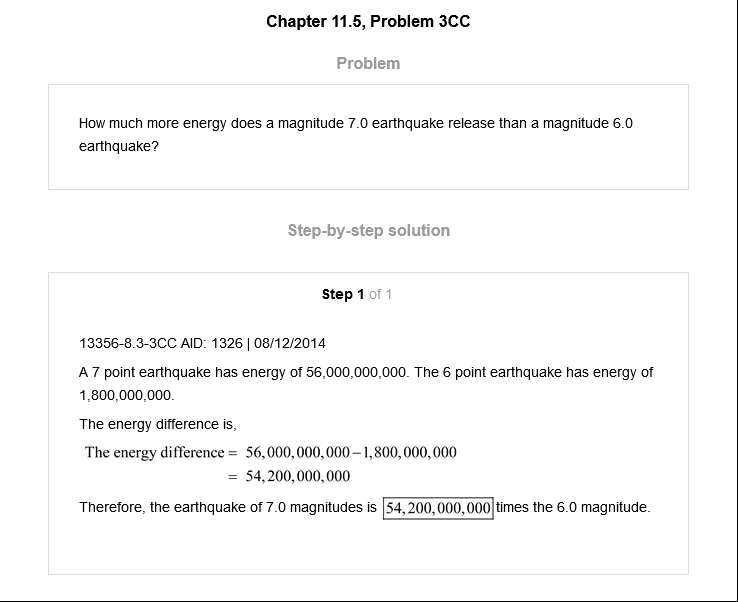 Chapter 11.5, Problem 3CC
Problem
How much more energy does a magnitude 7.0 earthquake release than a magnitude 6.0
earthquake?
Step-by-step solution
Step 1 of 1
13356-8.3-3CC AID: 1326 | 08/12/2014
A 7 point earthquake has energy of 56,000,000,000. The 6 point earthquake has energy of
1,800,000,000.
The energy difference is,
The energy difference = 56,000,000,000 − 1,800,000,000
= 54,200,000,000
Therefore, the earthquake of 7.0 magnitudes is 54,200,000,000 times the 6.0 magnitude.